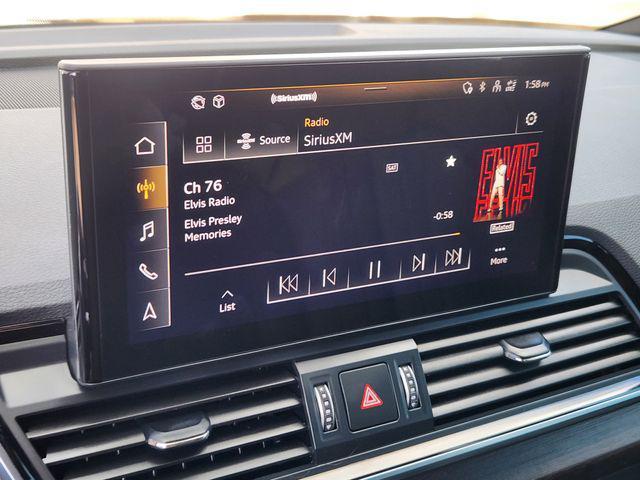 ((SiriusXM))
1:58 PM
Radio
Source
SiriusXM
SAT
Ch 76
Elvis Radio
Elvis Presley
Memories
-0:58
ELVIS
Related
List
More